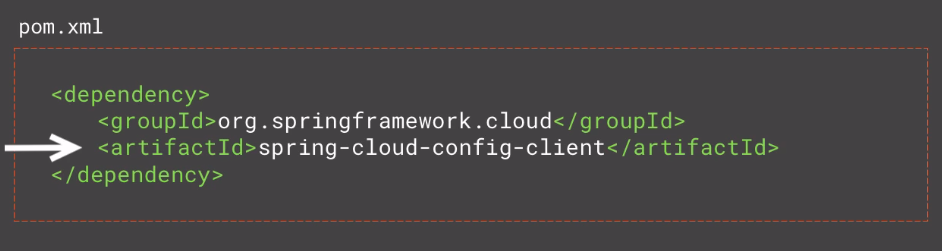 pom.xml
<dependency>
<groupId>org.springframework.cloud</groupId>
<artifactId>spring-cloud-config-client</artifactId>
</dependency>